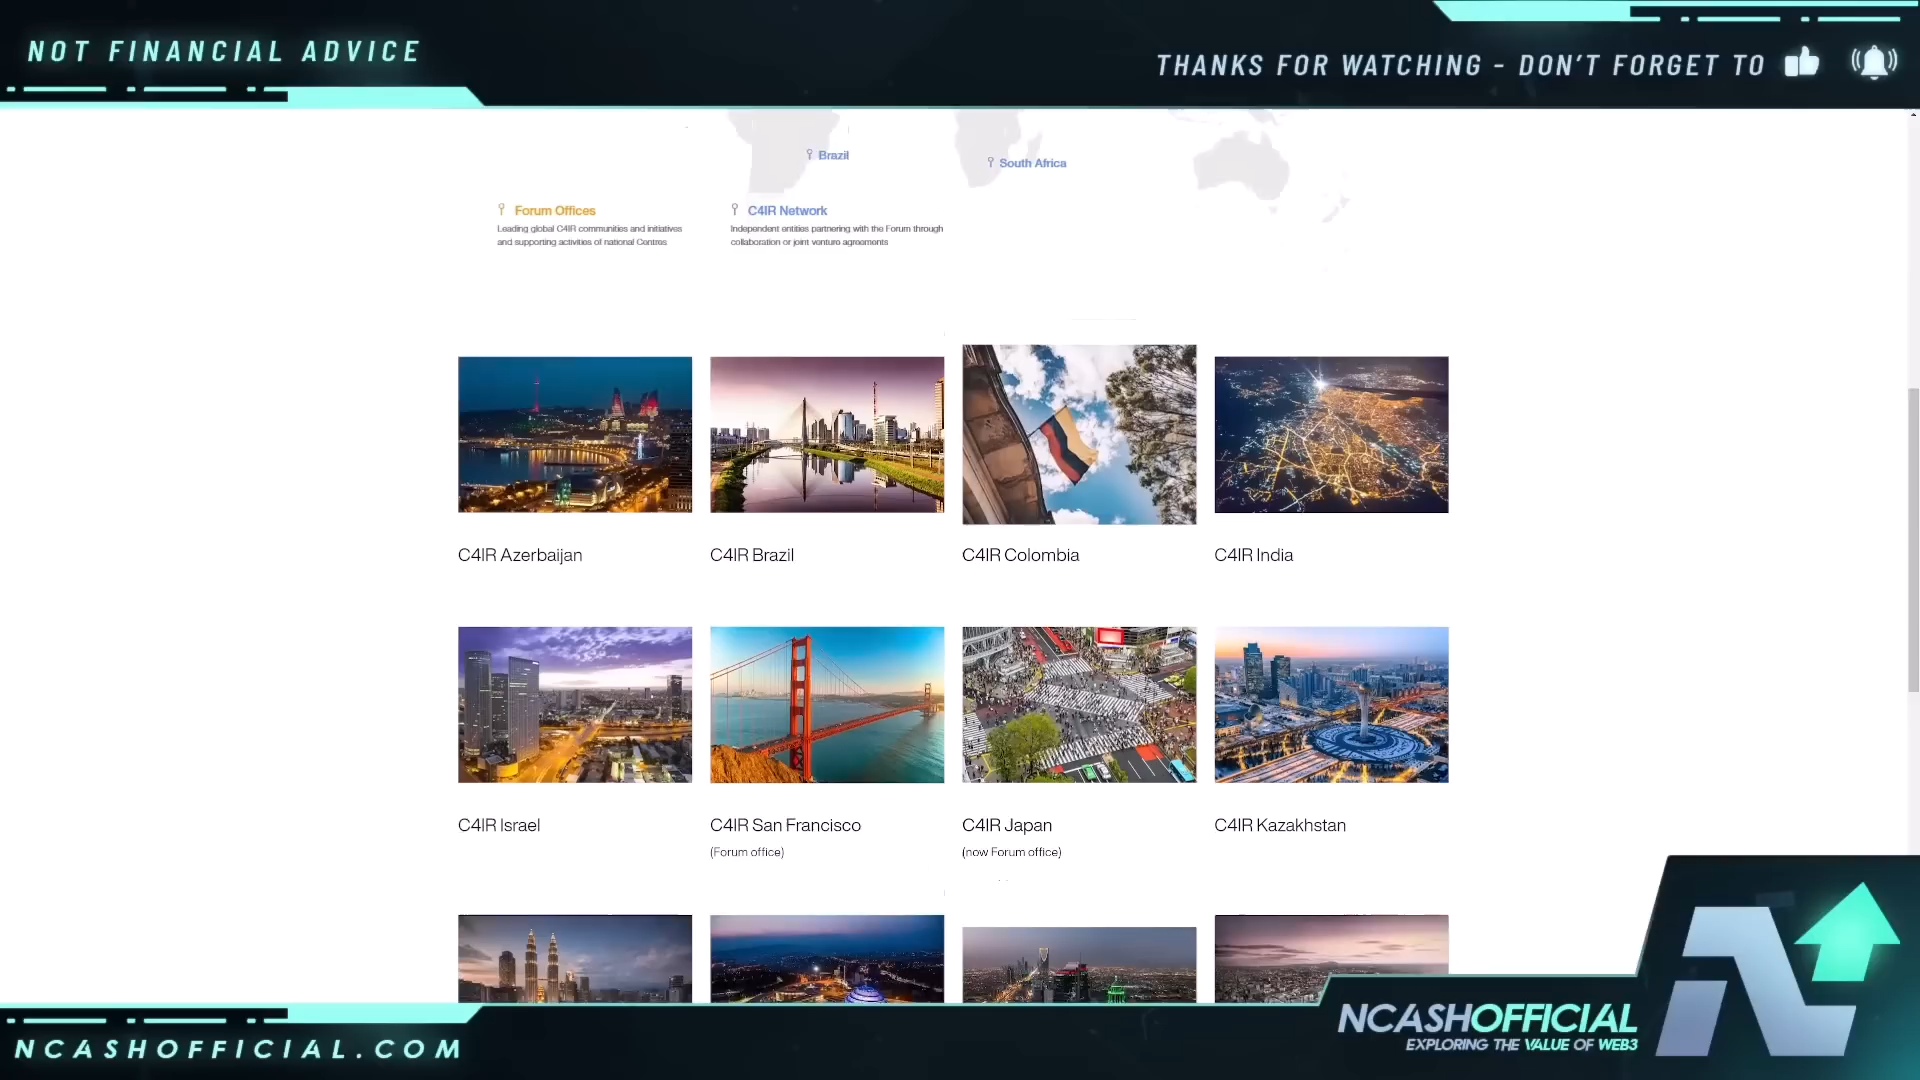 NOT FINANCIAL ADVICE
THANKS FOR WATCHING - DON'T FORGET TO
Brazil
South Africa
Forum Offices
Leading global C4IR communities and initiatives
and supporting activities of national Centres
C4IR Network
Independent entities partnering with the Forum through
collaboration or joint venture agreements
C4IR Azerbaijan
C4IR Brazil
C4IR Colombia
C4IR India
C4IR Israel
C4IR San Francisco
(Forum office)
C4IR Japan
(now Forum office)
C4IR Kazakhstan
NCASHOFFICIAL.COM
NCASHOFFICIAL
EXPLORING THE VALUE OF WEB3